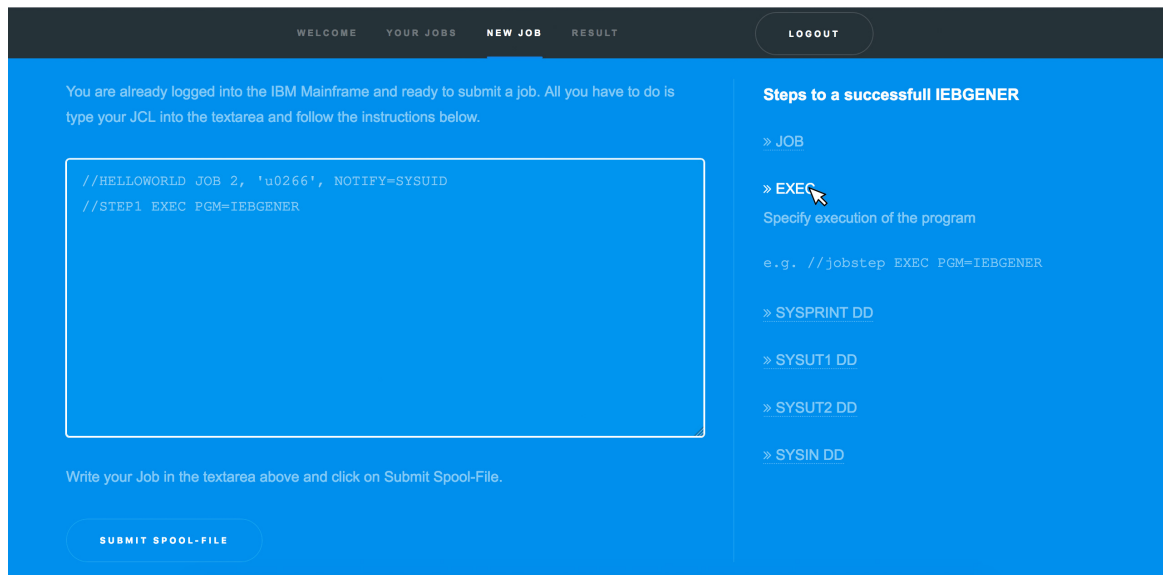 WELCOME YOUR JOBS NEW JOB RESULT LOGOUT
You are already logged into the IBM Mainframe and ready to submit a job. All you have to do is
type your JCL into the textarea and follow the instructions below.
//HELLOWORLD JOB 2, 'u0266', NOTIFY=SYSUID
//STEP1 EXEC PGM=IEBGENER
Write your Job in the textarea above and click on Submit Spool-File.
SUBMIT SPOOL-FILE
Steps to a successfull IEBGENER
» JOB
» EXEC
Specify execution of the program
e.g. //jobstep EXEC PGM=IEBGENER
» SYSPRINT DD
» SYSUT1 DD
» SYSUT2 DD
» SYSIN DD